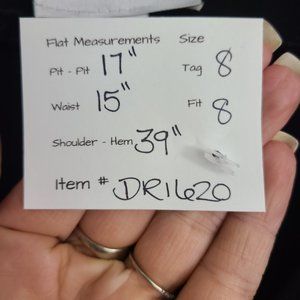 Flat Measurements Size
Pit - Pit 17" Tag 8
Waist 15" Fit 8
Shoulder - Hem 39"
Item # DR1620